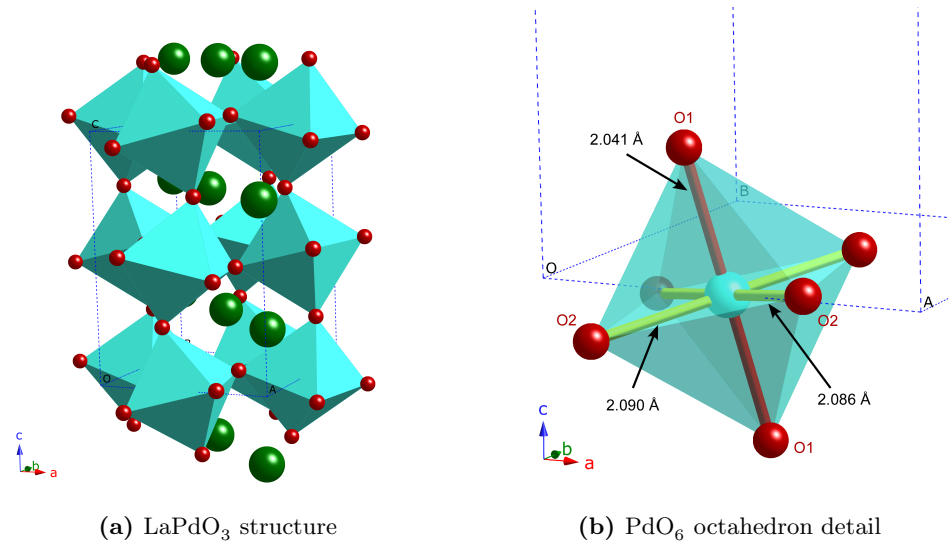 C
B
O
A
c
b
a
(a) LaPdO₃ structure
O1
2.041 Å
B
O
A
O2
O2
2.090 Å
2.086 Å
O1
c
b
a
(b) PdO₆ octahedron detail